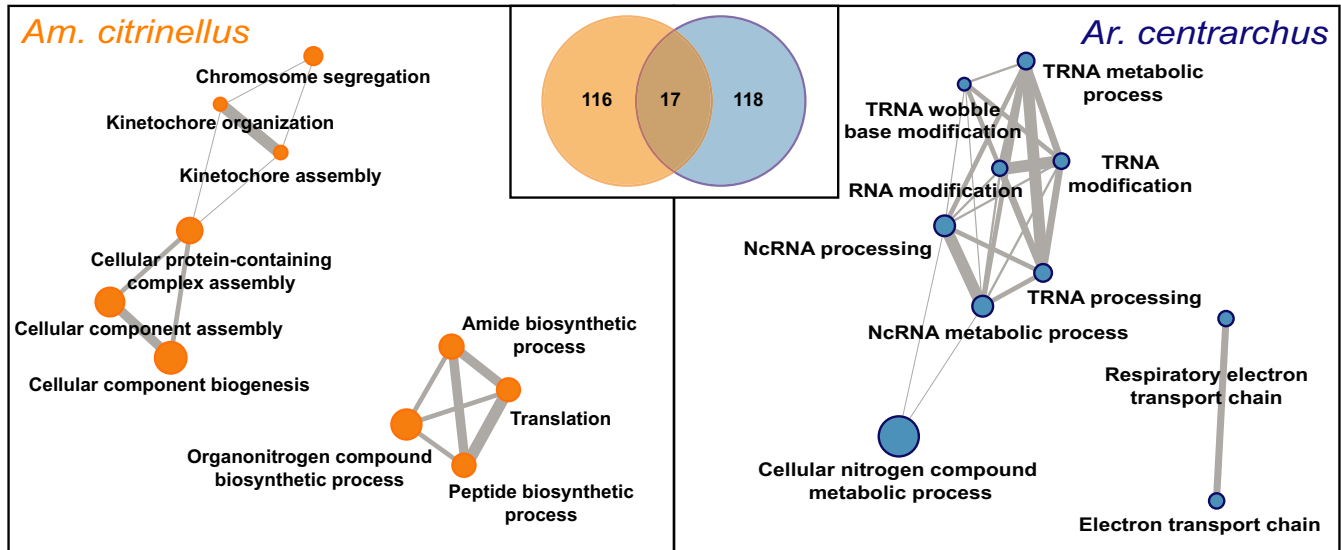 Am. citrinellus
Chromosome segregation
Kinetochore organization
Kinetochore assembly
Cellular protein-containing
complex assembly
Cellular component assembly
Cellular component biogenesis
Amide biosynthetic
process
Translation
Organonitrogen compound
biosynthetic process
Peptide biosynthetic
process
116
17
118
Ar. centrarchus
TRNA metabolic
process
TRNA wobble
base modification
TRNA
modification
RNA modification
NcRNA processing
TRNA processing
NcRNA metabolic process
Respiratory electron
transport chain
Cellular nitrogen compound
metabolic process
Electron transport chain